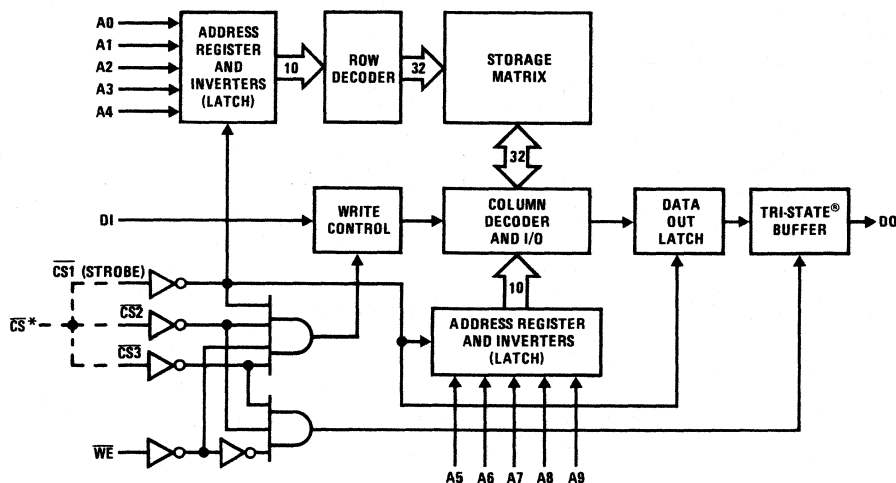 A0
A1
A2
A3
A4
ADDRESS
REGISTER
AND
INVERTERS
(LATCH)
10
ROW
DECODER
32
STORAGE
MATRIX
32
DI
WRITE
CONTROL
COLUMN
DECODER
AND I/O
DATA
OUT
LATCH
TRI-STATE®
BUFFER
DO
CS1 (STROBE)
CS*
CS2
CS3
WE
10
ADDRESS REGISTER
AND INVERTERS
(LATCH)
A5 A6 A7 A8 A9